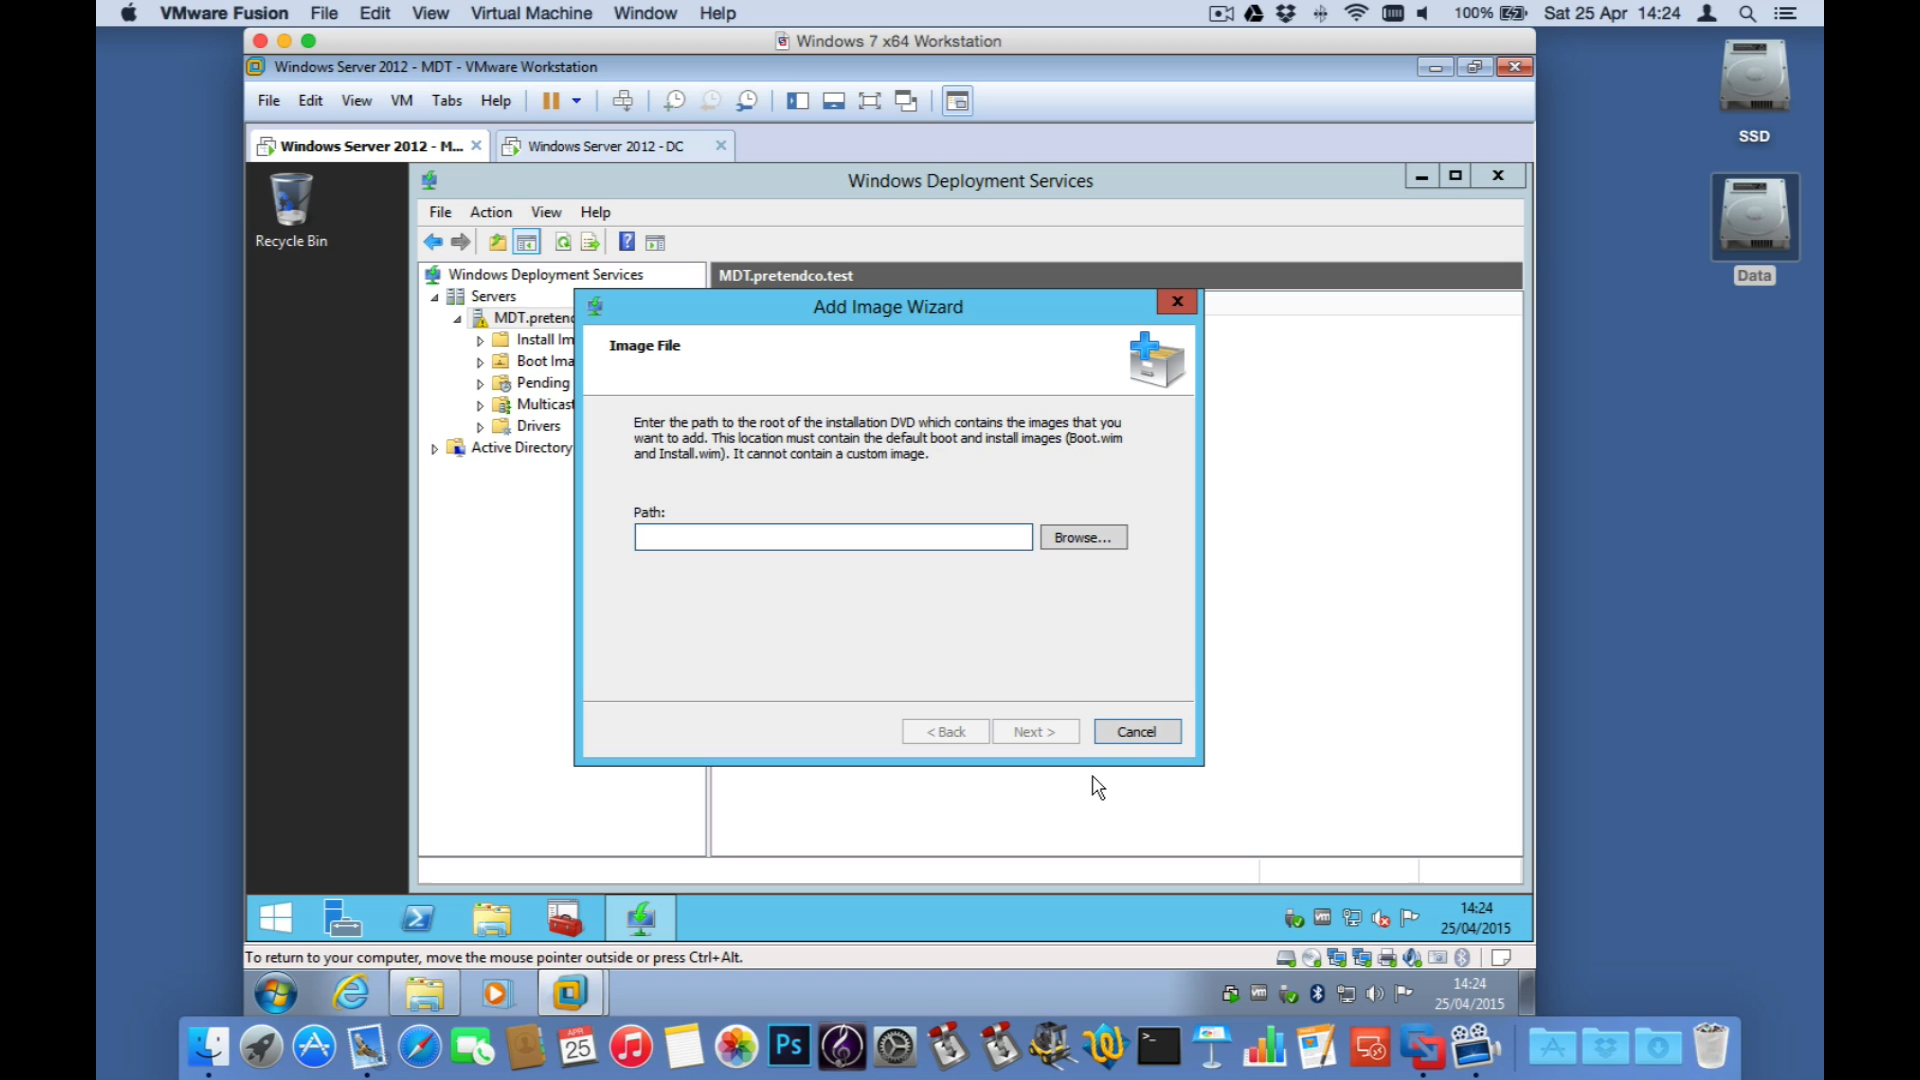 VMware Fusion File Edit View Virtual Machine Window Help 100% Sat 25 Apr 14:24
Windows 7 x64 Workstation
Windows Server 2012 - MDT - VMware Workstation
File Edit View VM Tabs Help
Windows Server 2012 - M... Windows Server 2012 - DC
SSD
Data
Recycle Bin
Windows Deployment Services
File Action View Help
Windows Deployment Services
Servers
MDT.pretend
Install Im
Boot Ima
Pending
Multicast
Drivers
Active Directory
MDT.pretendco.test
Add Image Wizard
Image File
Enter the path to the root of the installation DVD which contains the images that you
want to add. This location must contain the default boot and install images (Boot.wim
and Install.wim). It cannot contain a custom image.
Path:
Browse...
< Back Next > Cancel
14:24
25/04/2015
To return to your computer, move the mouse pointer outside or press Ctrl+Alt.
14:24
25/04/2015
APR
25
Ps